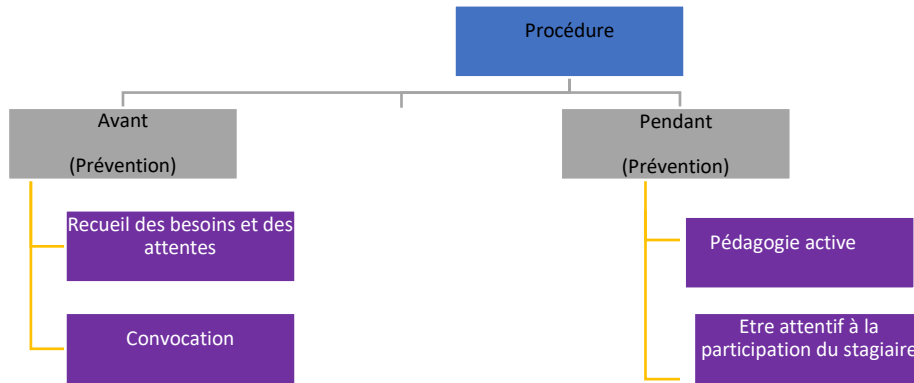 Procédure
Avant
(Prévention)
Recueil des besoins et des
attentes
Convocation
Pendant
(Prévention)
Pédagogie active
Etre attentif à la
participation du stagiaire